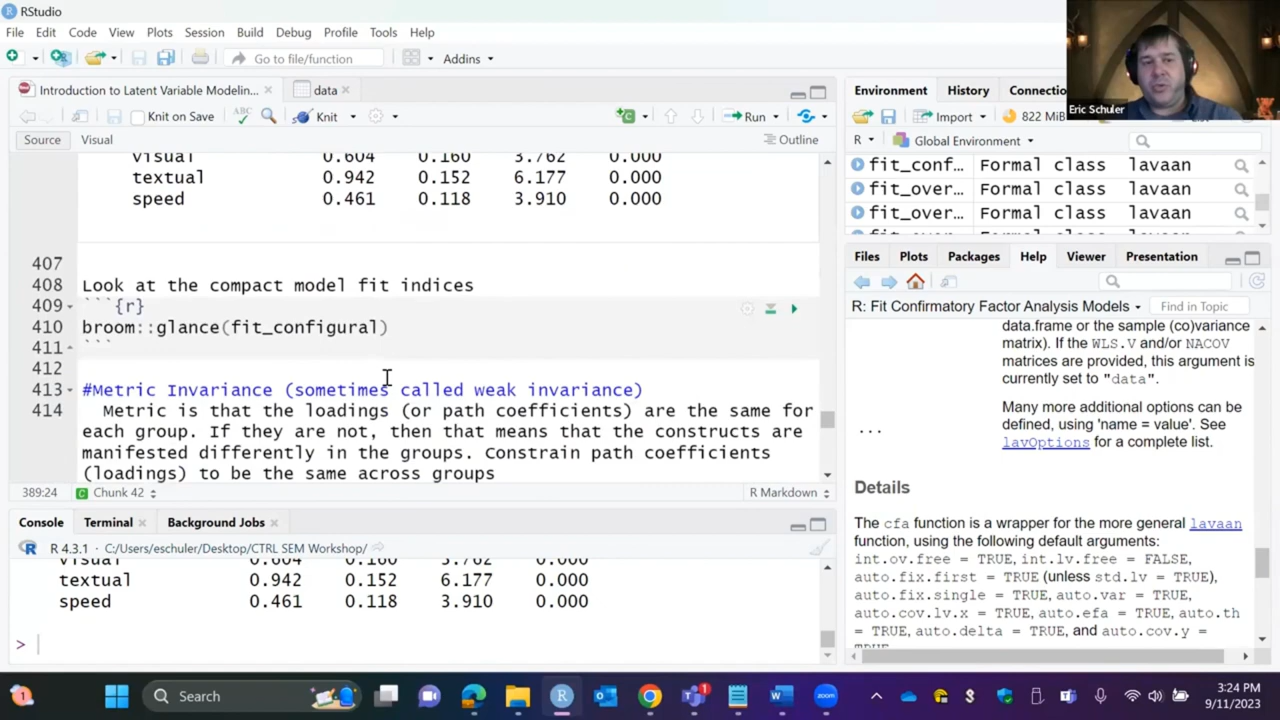 RStudio
File Edit Code View Plots Session Build Debug Profile Tools Help
Go to file/function
Addins
Introduction to Latent Variable Modelin...
data
Knit on Save
ABC
Knit
Run
Source
Visual
Outline
visual 0.604 0.160 3.762 0.000
textual 0.942 0.152 6.177 0.000
speed 0.461 0.118 3.910 0.000
407
408 Look at the compact model fit indices
409 ```{r}
410 broom::glance(fit_configural)
411 ```
412
413 #Metric Invariance (sometimes called weak invariance)
414 Metric is that the loadings (or path coefficients) are the same for
each group. If they are not, then that means that the constructs are
manifested differently in the groups. Constrain path coefficients
(loadings) to be the same across groups
389:24
C Chunk 42
R Markdown
Console Terminal Background Jobs
R 4.3.1 · C:/Users/eschuler/Desktop/CTRL SEM Workshop/
visual 0.604 0.160 3.762 0.000
textual 0.942 0.152 6.177 0.000
speed 0.461 0.118 3.910 0.000
>
Environment History Connectio
Eric Schuler
Import
822 MiB
R
Global Environment
fit_conf... Formal class lavaan
fit_over... Formal class lavaan
fit_over... Formal class lavaan
Files Plots Packages Help Viewer Presentation
R: Fit Confirmatory Factor Analysis Models
Find in Topic
data.frame or the sample (co)variance
matrix). If the WLS.V and/or NACOV
matrices are provided, this argument is
currently set to "data".
... Many more additional options can be
defined, using 'name = value'. See
lavOptions for a complete list.
Details
The cfa function is a wrapper for the more general lavaan
function, using the following default arguments:
int.ov.free = TRUE, int.lv.free = FALSE,
auto.fix.first = TRUE (unless std.lv = TRUE),
auto.fix.single = TRUE, auto.var = TRUE,
auto.cov.lv.x = TRUE, auto.efa = TRUE, auto.th
= TRUE, auto.delta = TRUE, and auto.cov.y =
TRUE.
1
Search
zoom
3:24 PM
9/11/2023